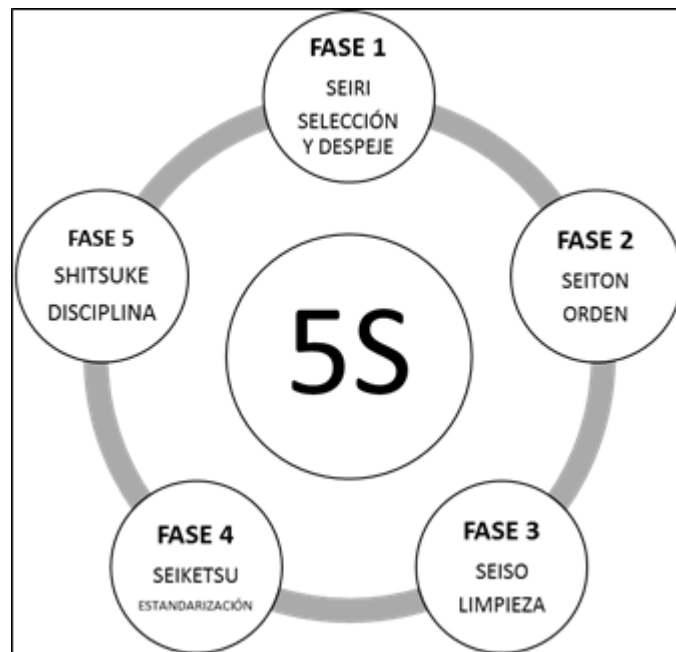 FASE 1
SEIRI
SELECCIÓN
Y DESPEJE
FASE 2
SEITON
ORDEN
FASE 3
SEISO
LIMPIEZA
FASE 4
SEIKETSU
ESTANDARIZACIÓN
FASE 5
SHITSUKE
DISCIPLINA
5S